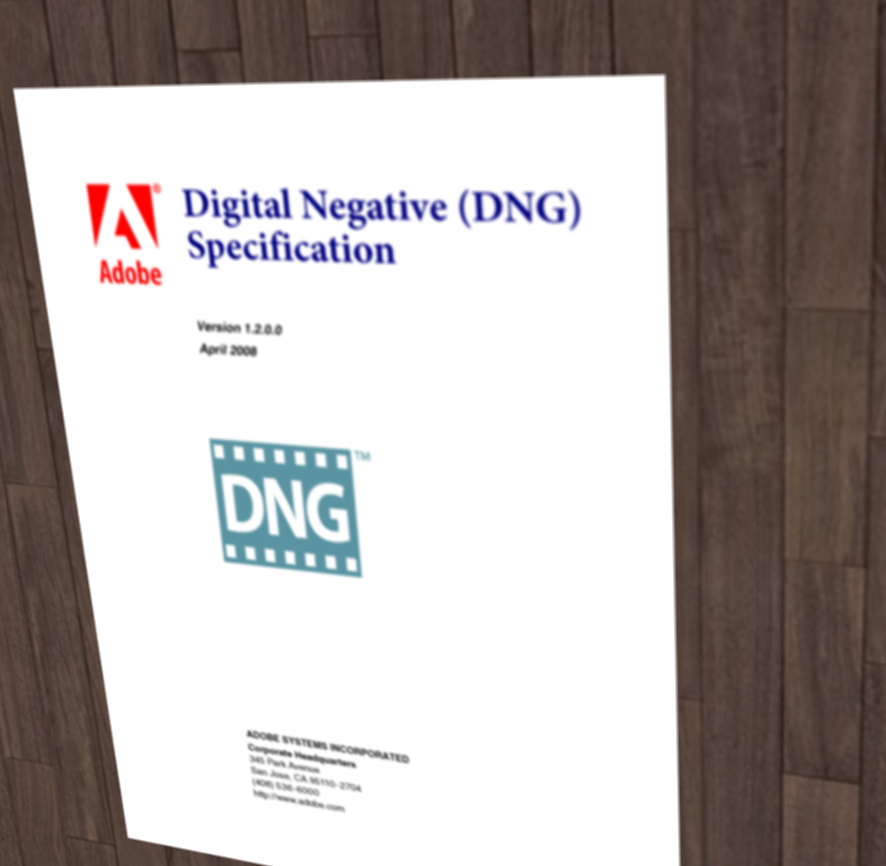 Adobe®
Digital Negative (DNG)
Specification
Version 1.2.0.0
April 2008
DNG™
ADOBE SYSTEMS INCORPORATED
Corporate Headquarters
345 Park Avenue
San Jose, CA 95110-2704
(408) 536-6000
http://www.adobe.com